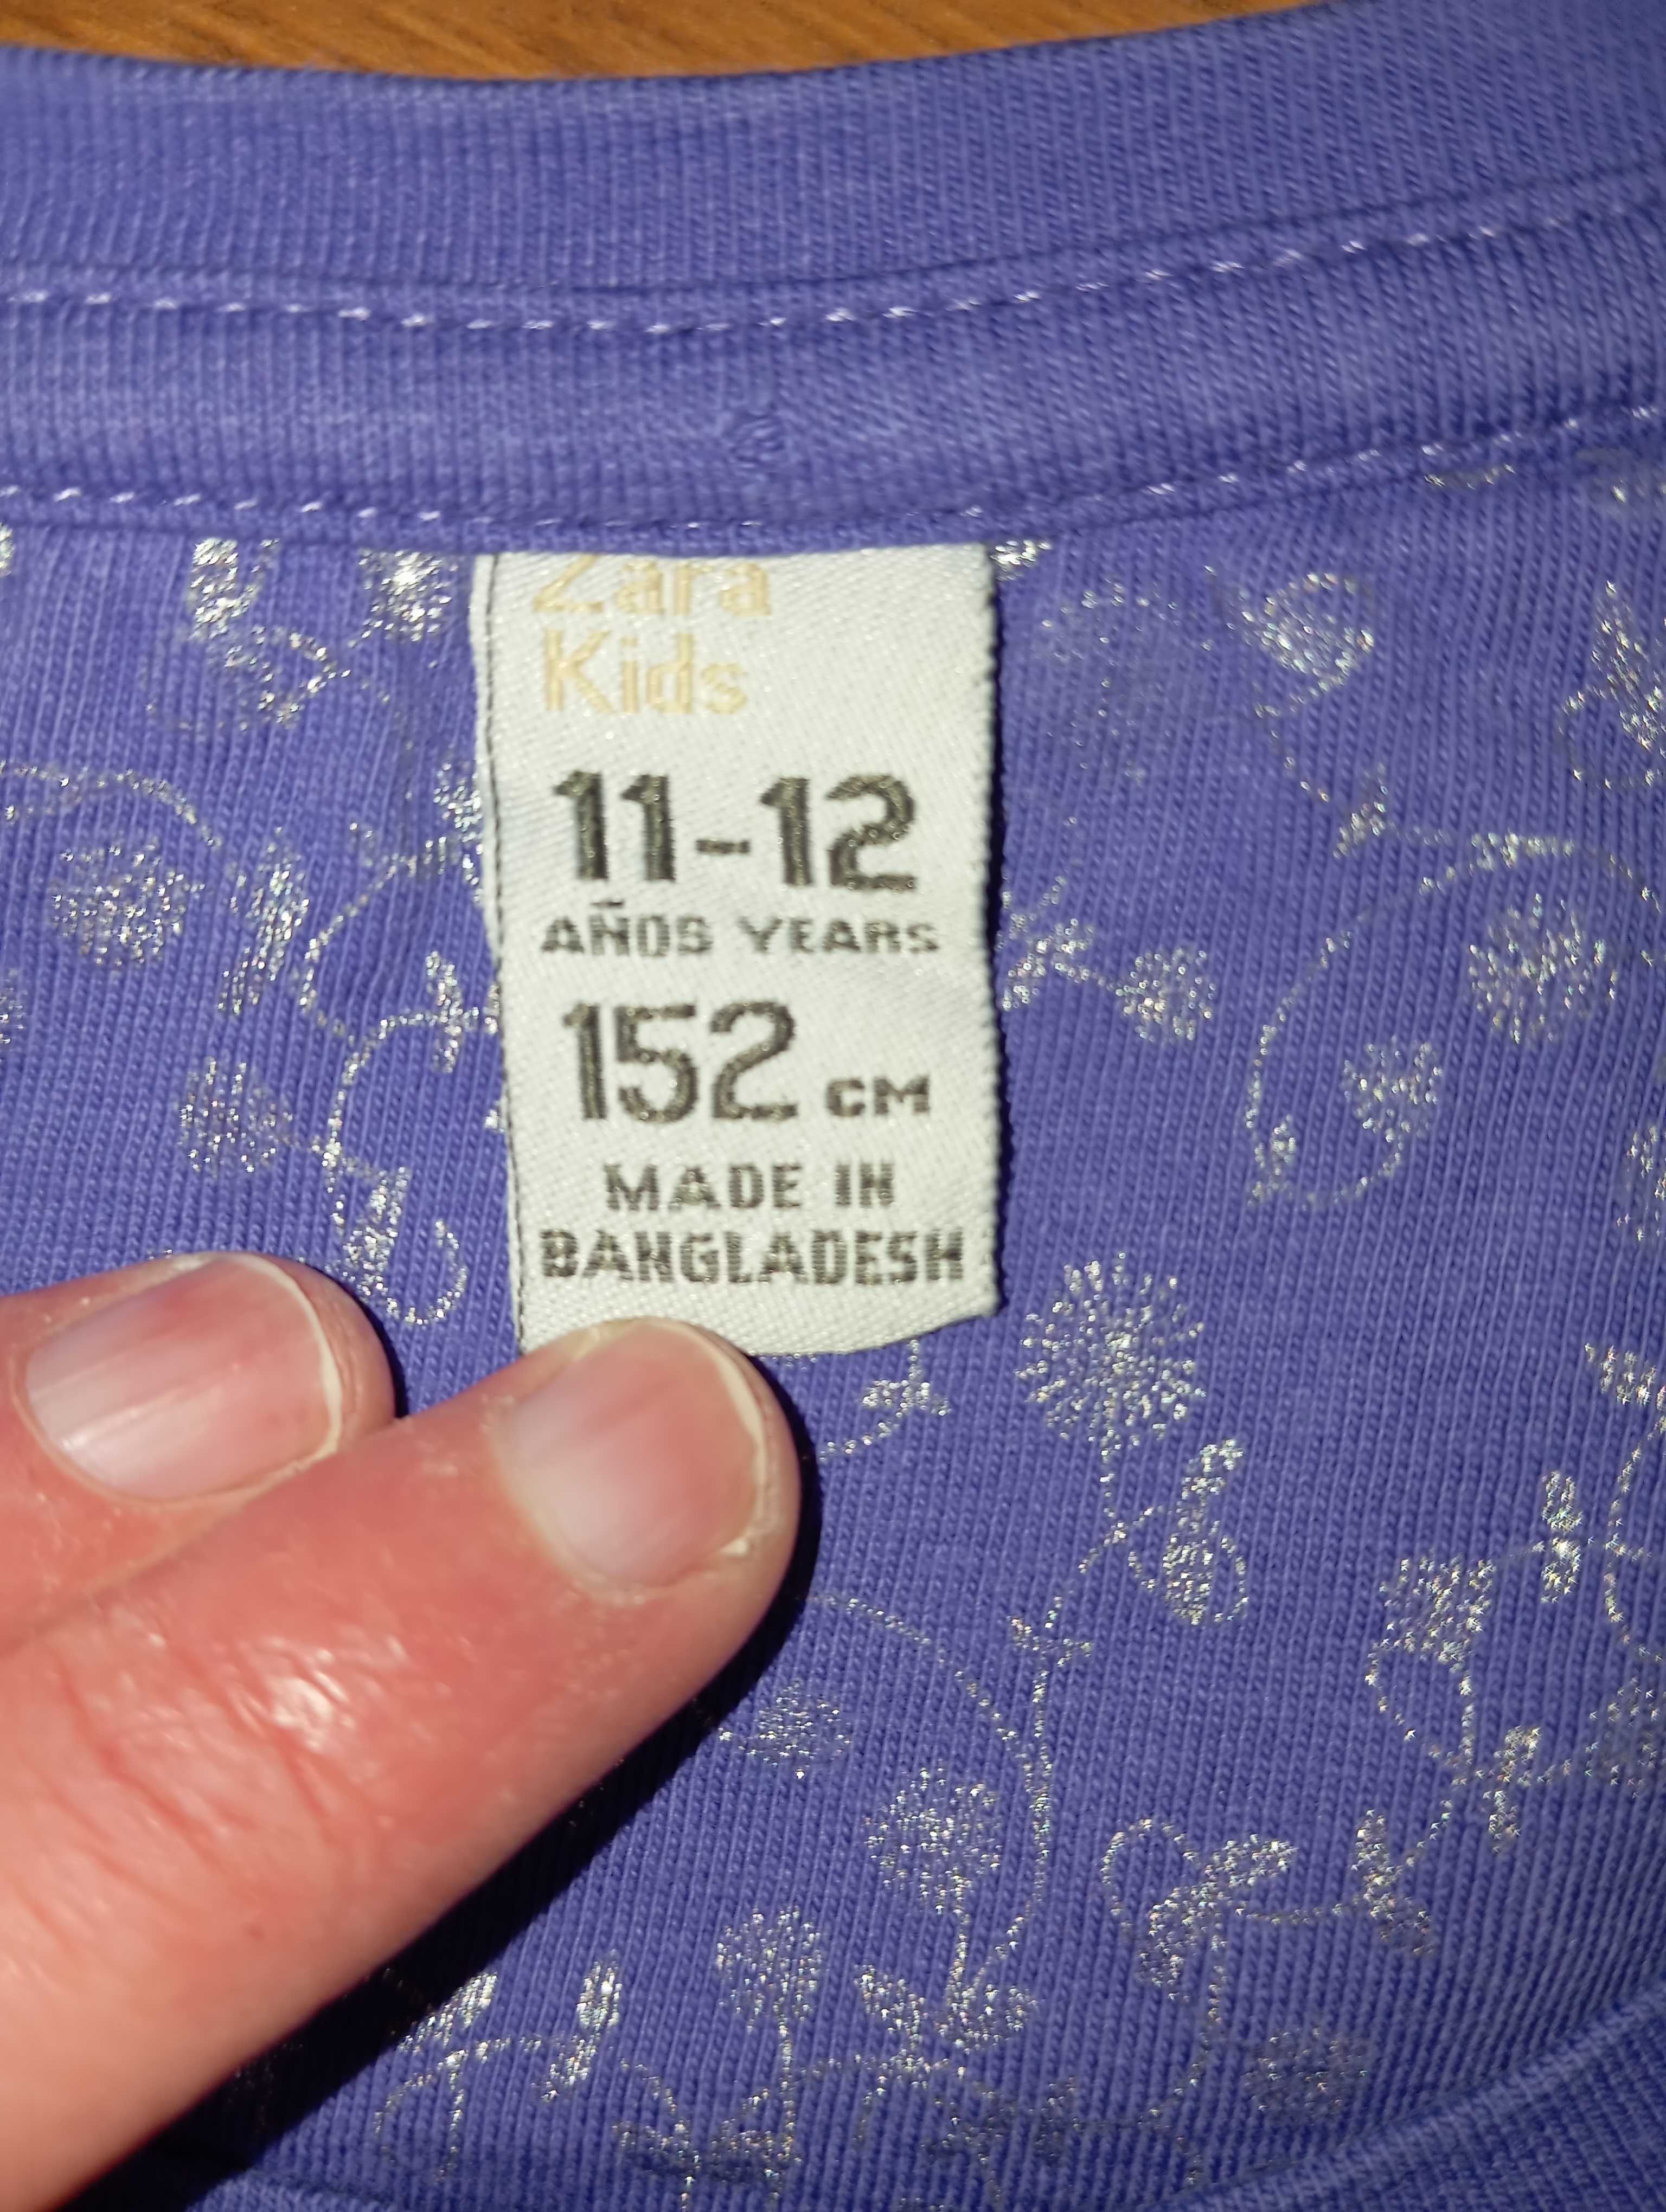 Zara
Kids
11-12
AÑOS YEARS
152 CM
MADE IN
BANGLADESH